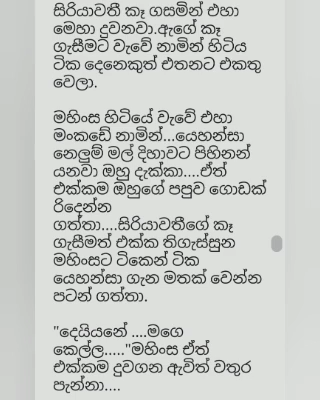 සිරියාවතී කෑ ගසමින් එහා
මෙහා දුවනවා.ඇගේ කෑ
ගැසීමට වැවේ නාමින් හිටිය
ටික දෙනෙකුත් එතනට එකතු
වෙලා.

මහිංස හිටියේ වැවේ එහා
මංකඩේ නාමින්...යෙහන්සා
නෙලුම් මල් දිහාවට පිහිනන්
යනවා ඔහු දැක්කා....ඒත්
එක්කම ඔහුගේ පපුව ගොඩක්
රිදෙන්න
ගත්තා....සිරියාවතීගේ කෑ
ගැසීමත් එක්ක තිගැස්සුන
මහිංසට ටිකෙන් ටික
යෙහන්සා ගැන මතක් වෙන්න
පටන් ගත්තා.

"දෙයියනේ ....මගෙ
කෙල්ල....."මහිංස ඒත්
එක්කම දුවගන ඇවිත් වතුර
පැන්නා....